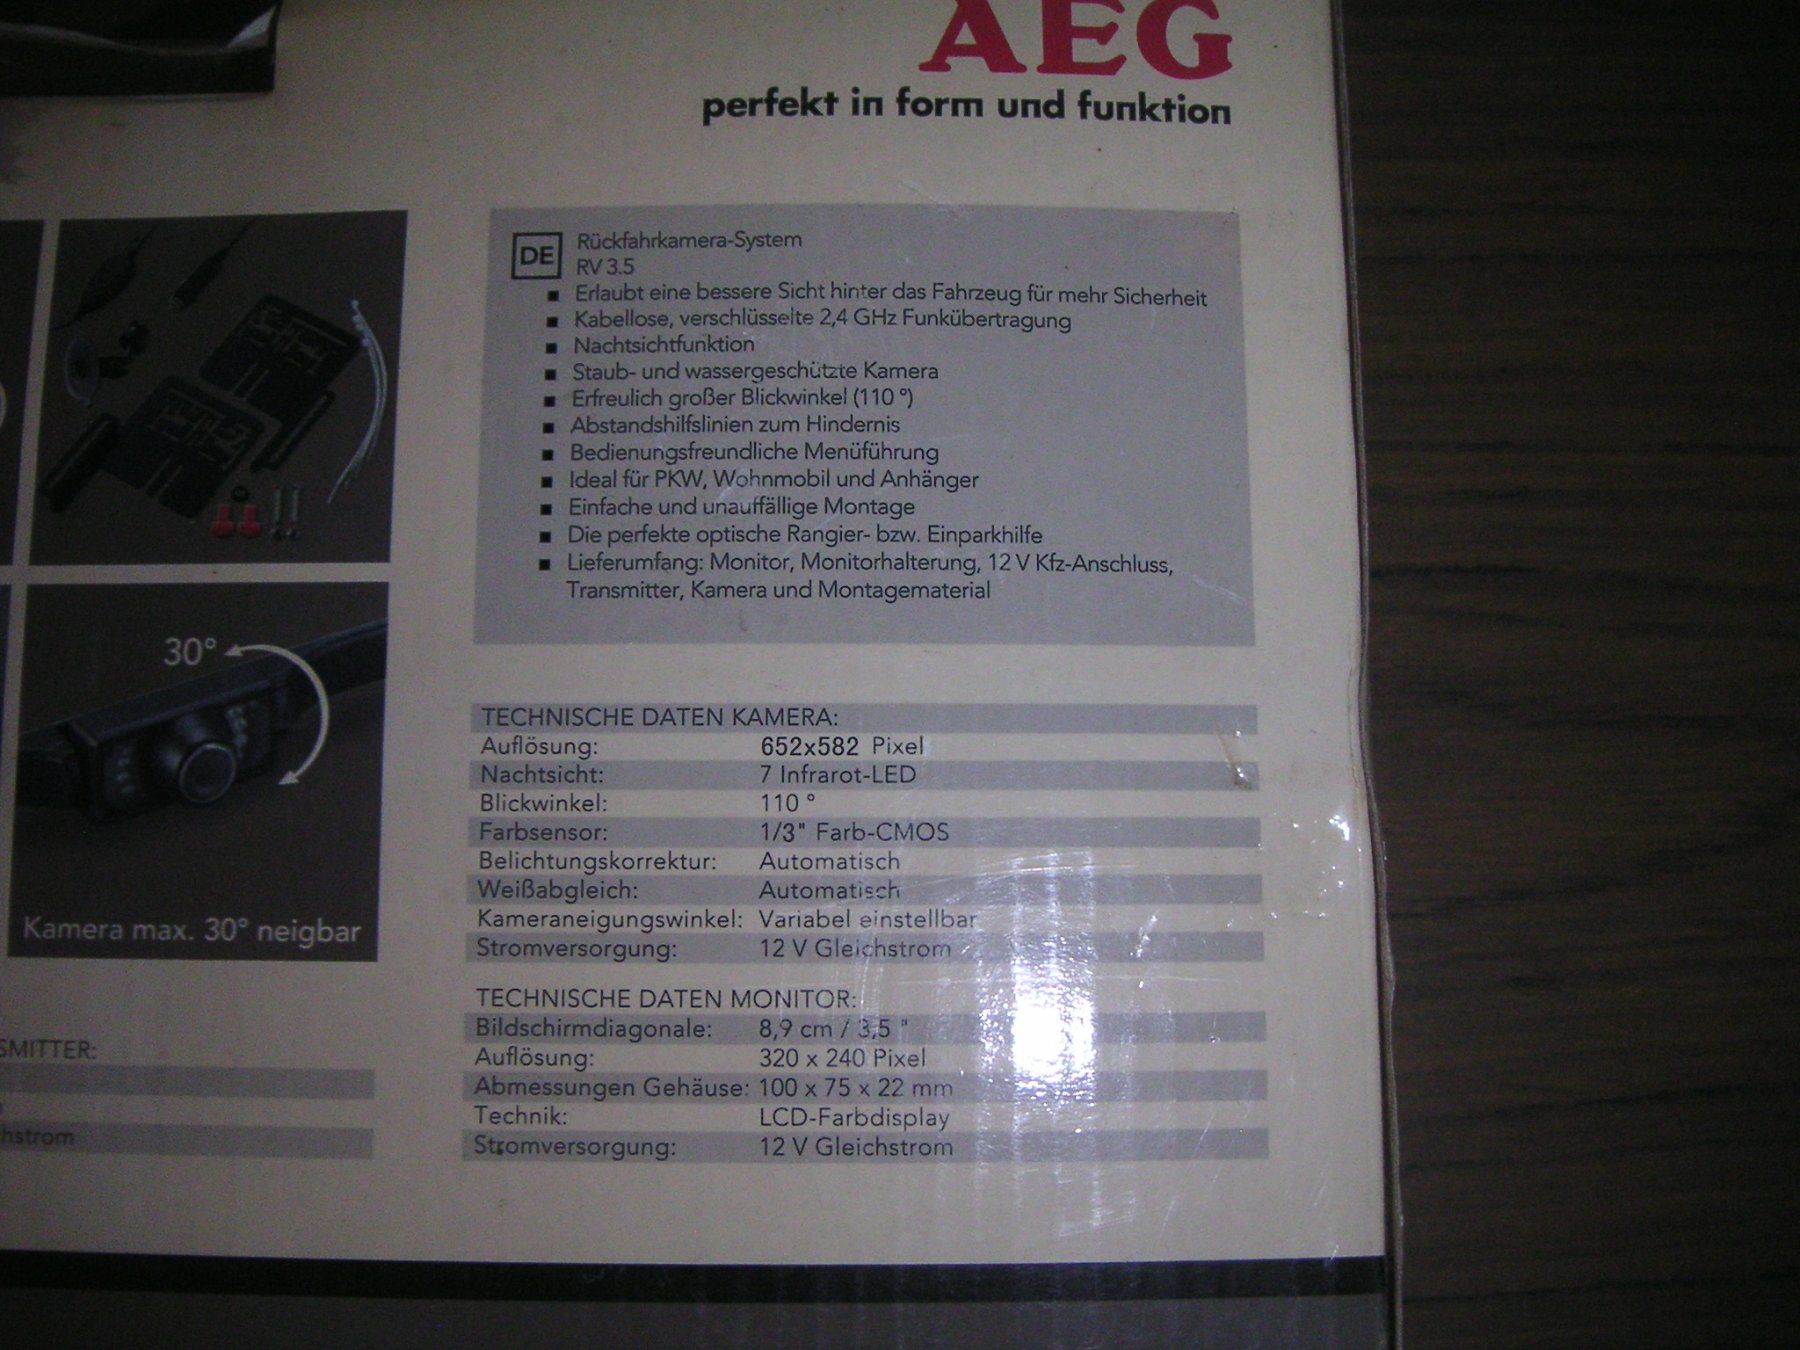 AEG
perfekt in form und funktion
DE
Rückfahrkamera-System
RV 3.5
■ Erlaubt eine bessere Sicht hinter das Fahrzeug für mehr Sicherheit
■ Kabellose, verschlüsselte 2,4 GHz Funkübertragung
■ Nachtsichtfunktion
■ Staub- und wassergeschützte Kamera
■ Erfreulich großer Blickwinkel (110 °)
■ Abstandshilfslinien zum Hindernis
■ Bedienungsfreundliche Menüführung
■ Ideal für PKW, Wohnmobil und Anhänger
■ Einfache und unauffällige Montage
■ Die perfekte optische Rangier- bzw. Einparkhilfe
■ Lieferumfang: Monitor, Monitorhalterung, 12 V Kfz-Anschluss,
Transmitter, Kamera und Montagematerial
30°
Kamera max. 30° neigbar
TECHNISCHE DATEN KAMERA:
Auflösung: 652x582 Pixel
Nachtsicht: 7 Infrarot-LED
Blickwinkel: 110 °
Farbsensor: 1/3" Farb-CMOS
Belichtungskorrektur: Automatisch
Weißabgleich: Automatisch
Kameraneigungswinkel: Variabel einstellbar
Stromversorgung: 12 V Gleichstrom
TECHNISCHE DATEN MONITOR:
Bildschirmdiagonale: 8,9 cm / 3,5 "
Auflösung: 320 x 240 Pixel
Abmessungen Gehäuse: 100 x 75 x 22 mm
Technik: LCD-Farbdisplay
Stromversorgung: 12 V Gleichstrom
SMITTER:
hstrom